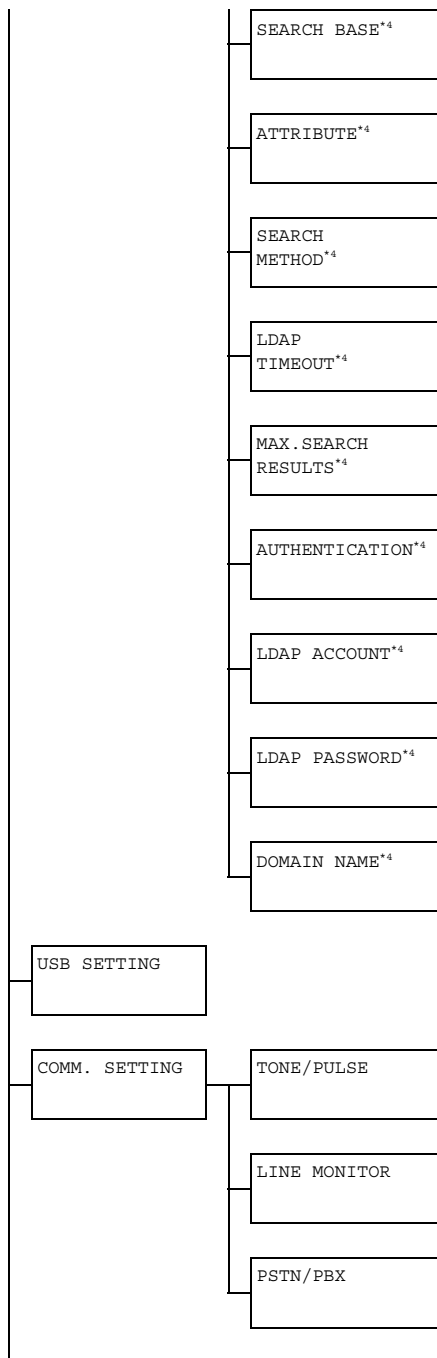 SEARCH BASE*4
ATTRIBUTE*4
SEARCH
METHOD*4
LDAP
TIMEOUT*4
MAX.SEARCH
RESULTS*4
AUTHENTICATION*4
LDAP ACCOUNT*4
LDAP PASSWORD*4
DOMAIN NAME*4
USB SETTING
COMM. SETTING
TONE/PULSE
LINE MONITOR
PSTN/PBX